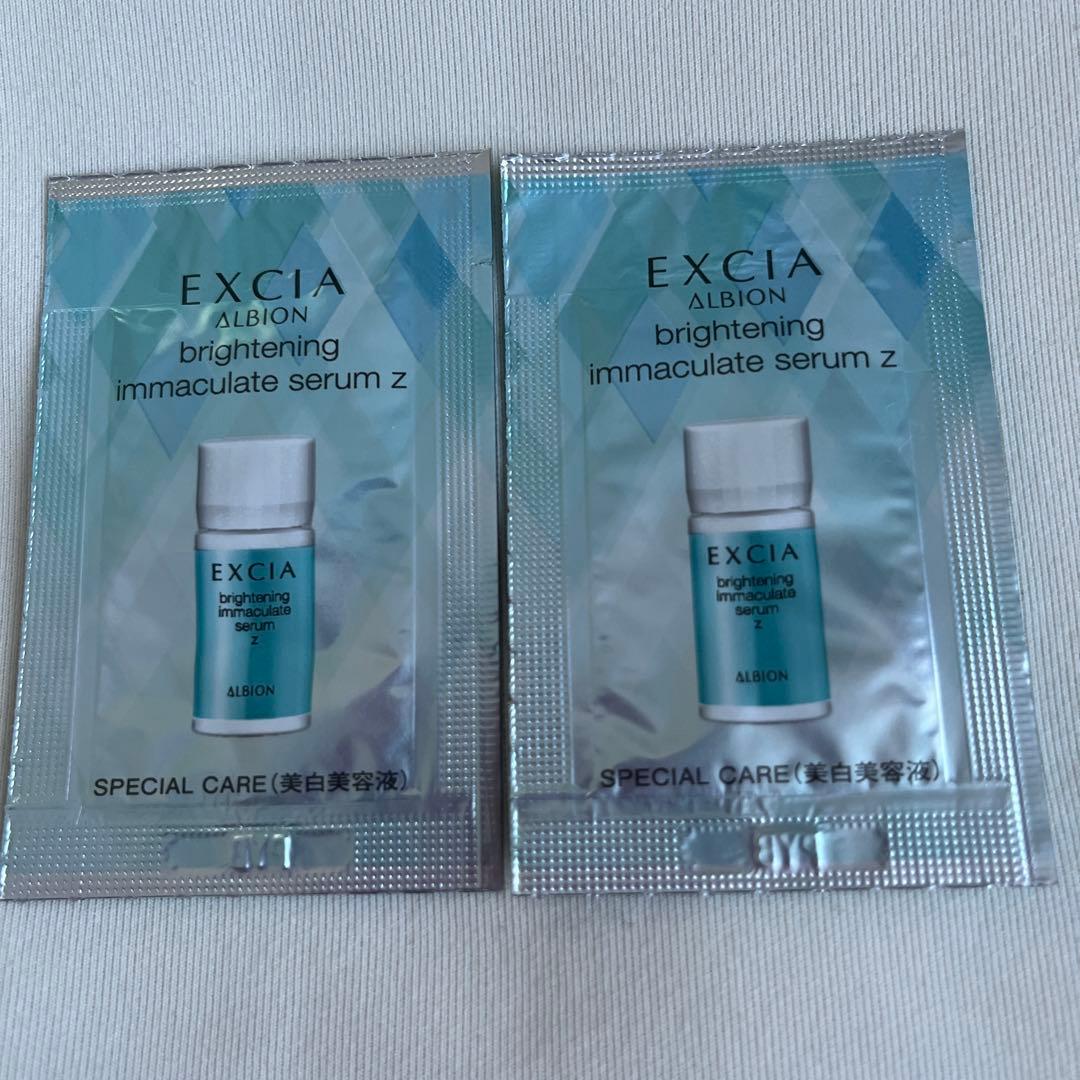 EXCIA
ALBION
brightening
immaculate serum z
EXCIA
brightening
immaculate
serum
z
ALBION
SPECIAL CARE(美白美容液)
EXCIA
ALBION
brightening
immaculate serum z
EXCIA
brightening
immaculate
serum
z
ALBION
SPECIAL CARE(美白美容液)